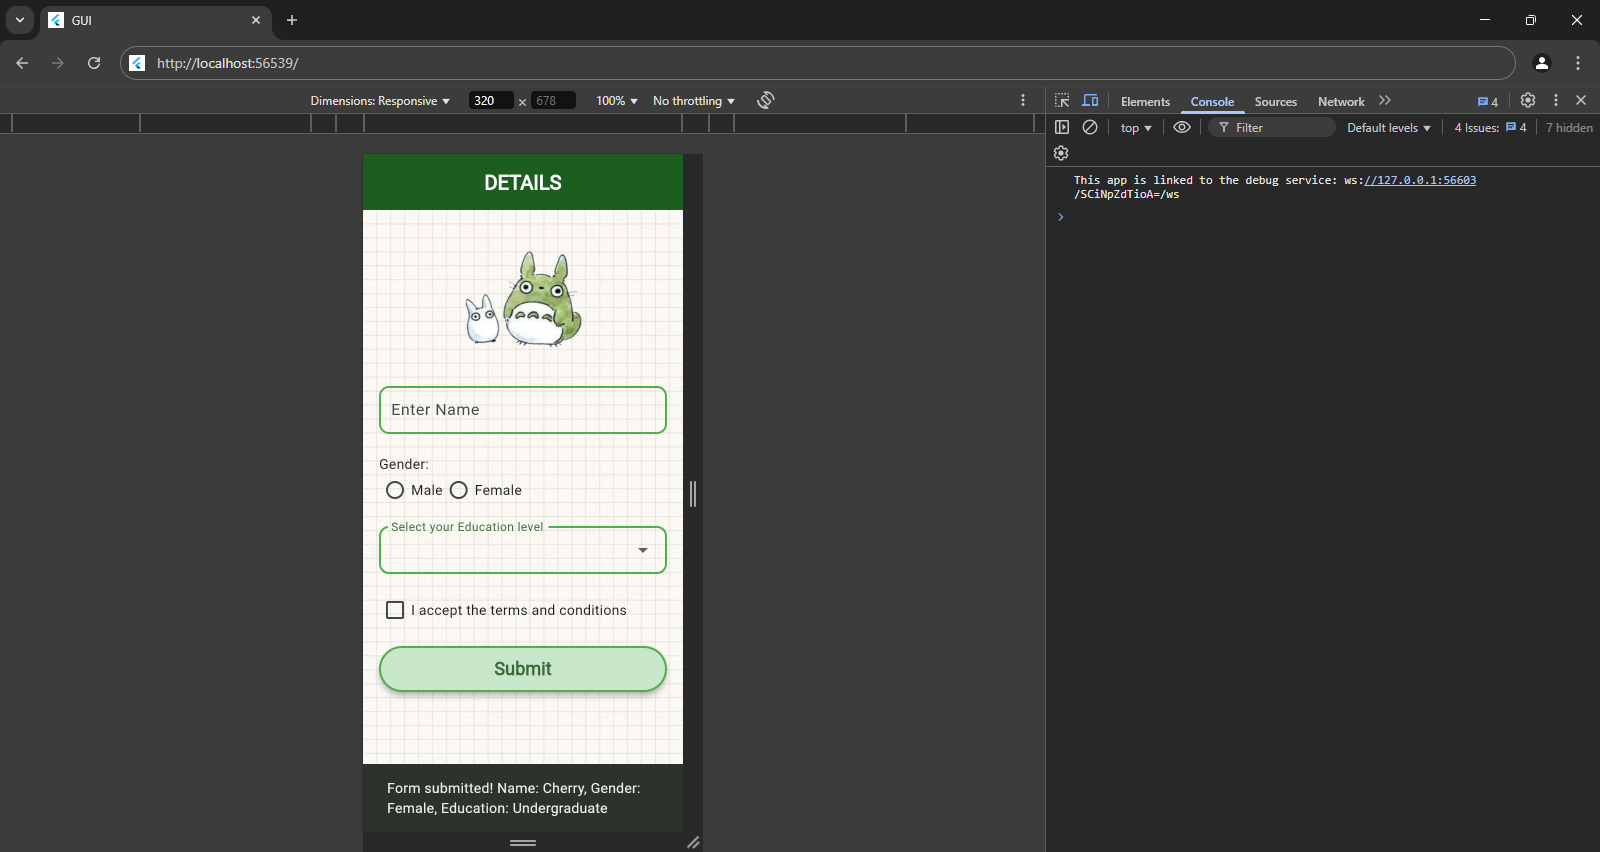 GUI
http://localhost:56539/
Dimensions: Responsive 320 × 678 100% No throttling
Elements Console Sources Network 4
top Filter Default levels 4 Issues: 4 7 hidden
This app is linked to the debug service: ws://127.0.0.1:56603
/SCiNpZdTioA=/ws
DETAILS
Enter Name
Gender:
Male Female
Select your Education level
I accept the terms and conditions
Submit
Form submitted! Name: Cherry, Gender:
Female, Education: Undergraduate